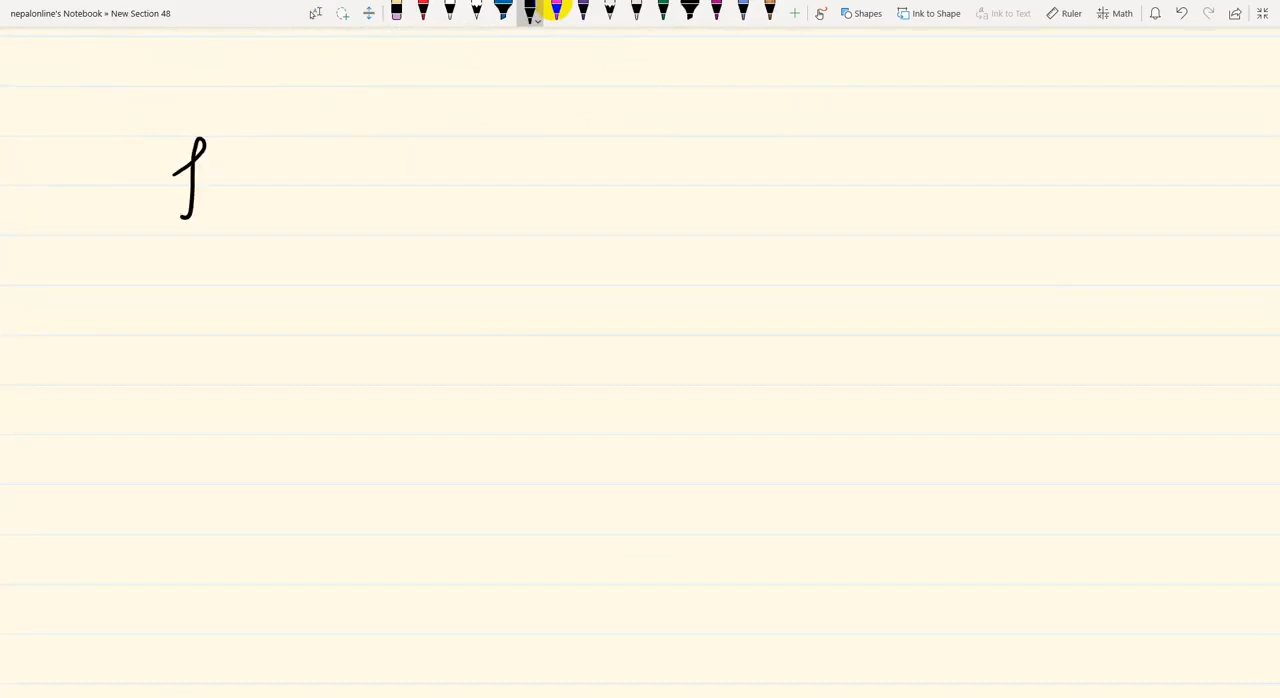 nepalonline's Notebook » New Section 48
Shapes
Ink to Shape
Ink to Text
Ruler
Math
f